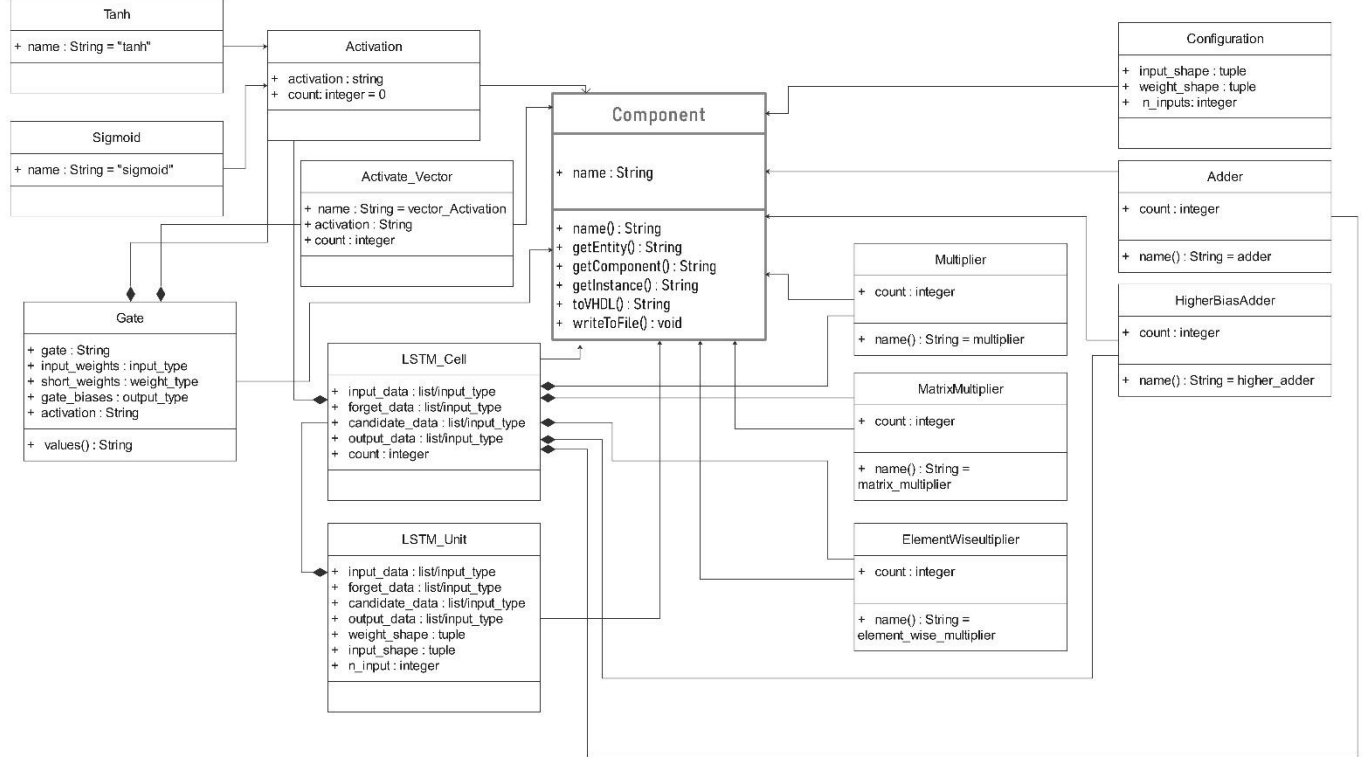 Tanh
+ name : String = "tanh"
Activation
+ activation : string
+ count: integer = 0
Configuration
+ input_shape : tuple
+ weight_shape : tuple
+ n_inputs: integer
Component
+ name : String
+ name() : String
+ getEntity() : String
+ getComponent() : String
+ getInstance() : String
+ toVHDL() : String
+ writeToFile() : void
Sigmoid
+ name : String = "sigmoid"
Activate_Vector
+ name : String = vector_Activation
+ activation : String
+ count : integer
Adder
+ count : integer
+ name() : String = adder
Multiplier
+ count : integer
+ name() : String = multiplier
HigherBiasAdder
+ count : integer
+ name() : String = higher_adder
Gate
+ gate : String
+ input_weights : input_type
+ short_weights : weight_type
+ gate_biases : output_type
+ activation : String
+ values() : String
LSTM_Cell
+ input_data : list/input_type
+ forget_data : list/input_type
+ candidate_data : list/input_type
+ output_data : list/input_type
+ count : integer
MatrixMultiplier
+ count : integer
+ name() : String =
matrix_multiplier
LSTM_Unit
+ input_data : list/input_type
+ forget_data : list/input_type
+ candidate_data : list/input_type
+ output_data : list/input_type
+ weight_shape : tuple
+ input_shape : tuple
+ n_input : integer
ElementWiseultiplier
+ count : integer
+ name() : String =
element_wise_multiplier